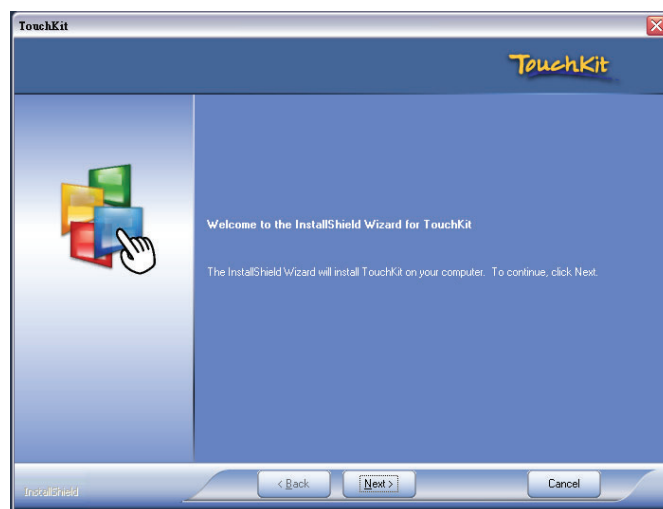 TouchKit
TouchKit
Welcome to the InstallShield Wizard for TouchKit
The InstallShield Wizard will install TouchKit on your computer. To continue, click Next.
InstallShield
< Back
Next >
Cancel